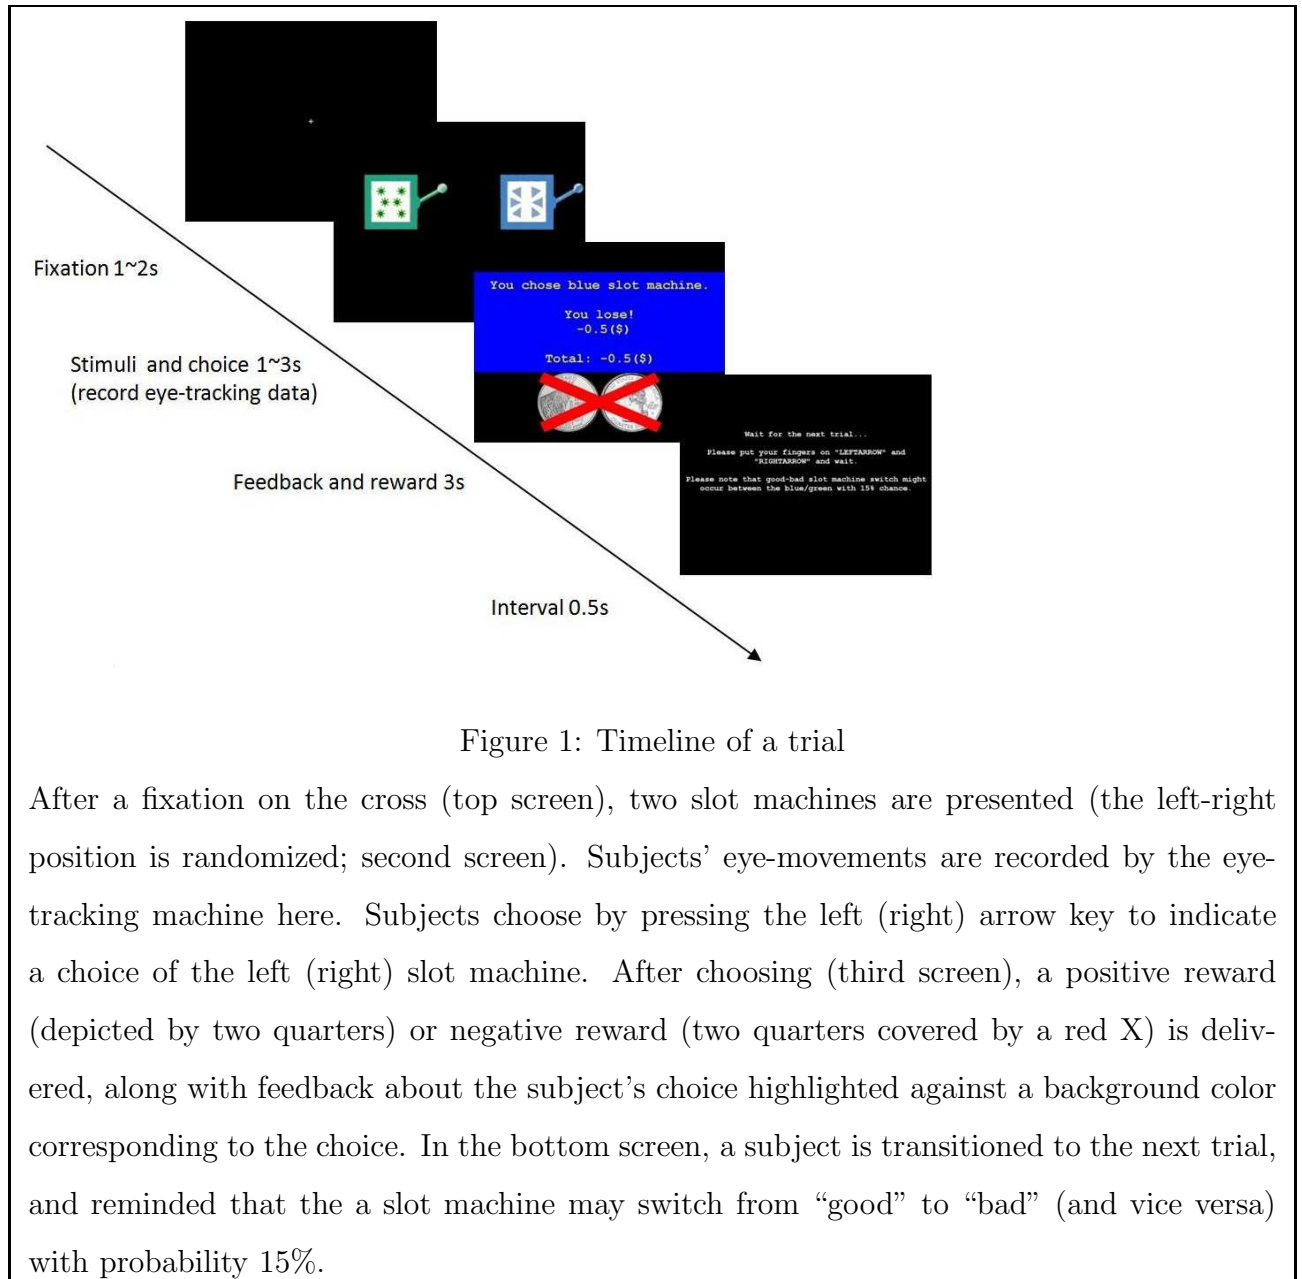 Fixation 1~2s
Stimuli and choice 1~3s
(record eye-tracking data)
You chose blue slot machine.
You lose!
-0.5($)
Total: -0.5($)
Feedback and reward 3s
Wait for the next trial...
Please put your fingers on "LEFTARROW" and
"RIGHTARROW" and wait.
Please note that good-bad slot machine switch might
occur between the blue/green with 15% chance.
Interval 0.5s
Figure 1: Timeline of a trial
After a fixation on the cross (top screen), two slot machines are presented (the left-right
position is randomized; second screen). Subjects' eye-movements are recorded by the eye-
tracking machine here. Subjects choose by pressing the left (right) arrow key to indicate
a choice of the left (right) slot machine. After choosing (third screen), a positive reward
(depicted by two quarters) or negative reward (two quarters covered by a red X) is deliv-
ered, along with feedback about the subject's choice highlighted against a background color
corresponding to the choice. In the bottom screen, a subject is transitioned to the next trial,
and reminded that the a slot machine may switch from “good” to “bad” (and vice versa)
with probability 15%.